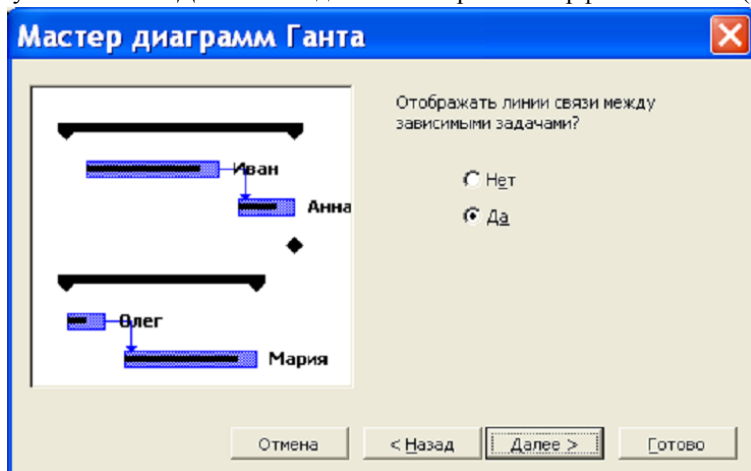 Мастер диаграмм Ганта
Отображать линии связи между
зависимыми задачами?
Иван
Нет
Анна
Да
Олег
Мария
Отмена
< Назад
Далее >
Готово